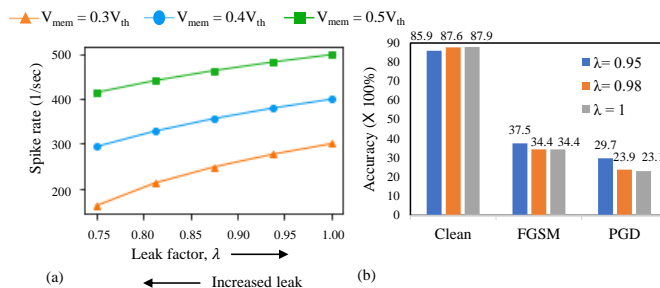 V_mem = 0.3V_th V_mem = 0.4V_th V_mem = 0.5V_th
Spike rate (1/sec)
500
400
300
200
0.75 0.80 0.85 0.90 0.95 1.00
Leak factor, λ
(a)
Increased leak
Accuracy (X 100%)
90
80
70
60
50
40
30
20
10
0
85.9 87.6 87.9
37.5 34.4 34.4
29.7 23.9 23.1
λ= 0.95
λ= 0.98
λ= 1
Clean FGSM PGD
(b)